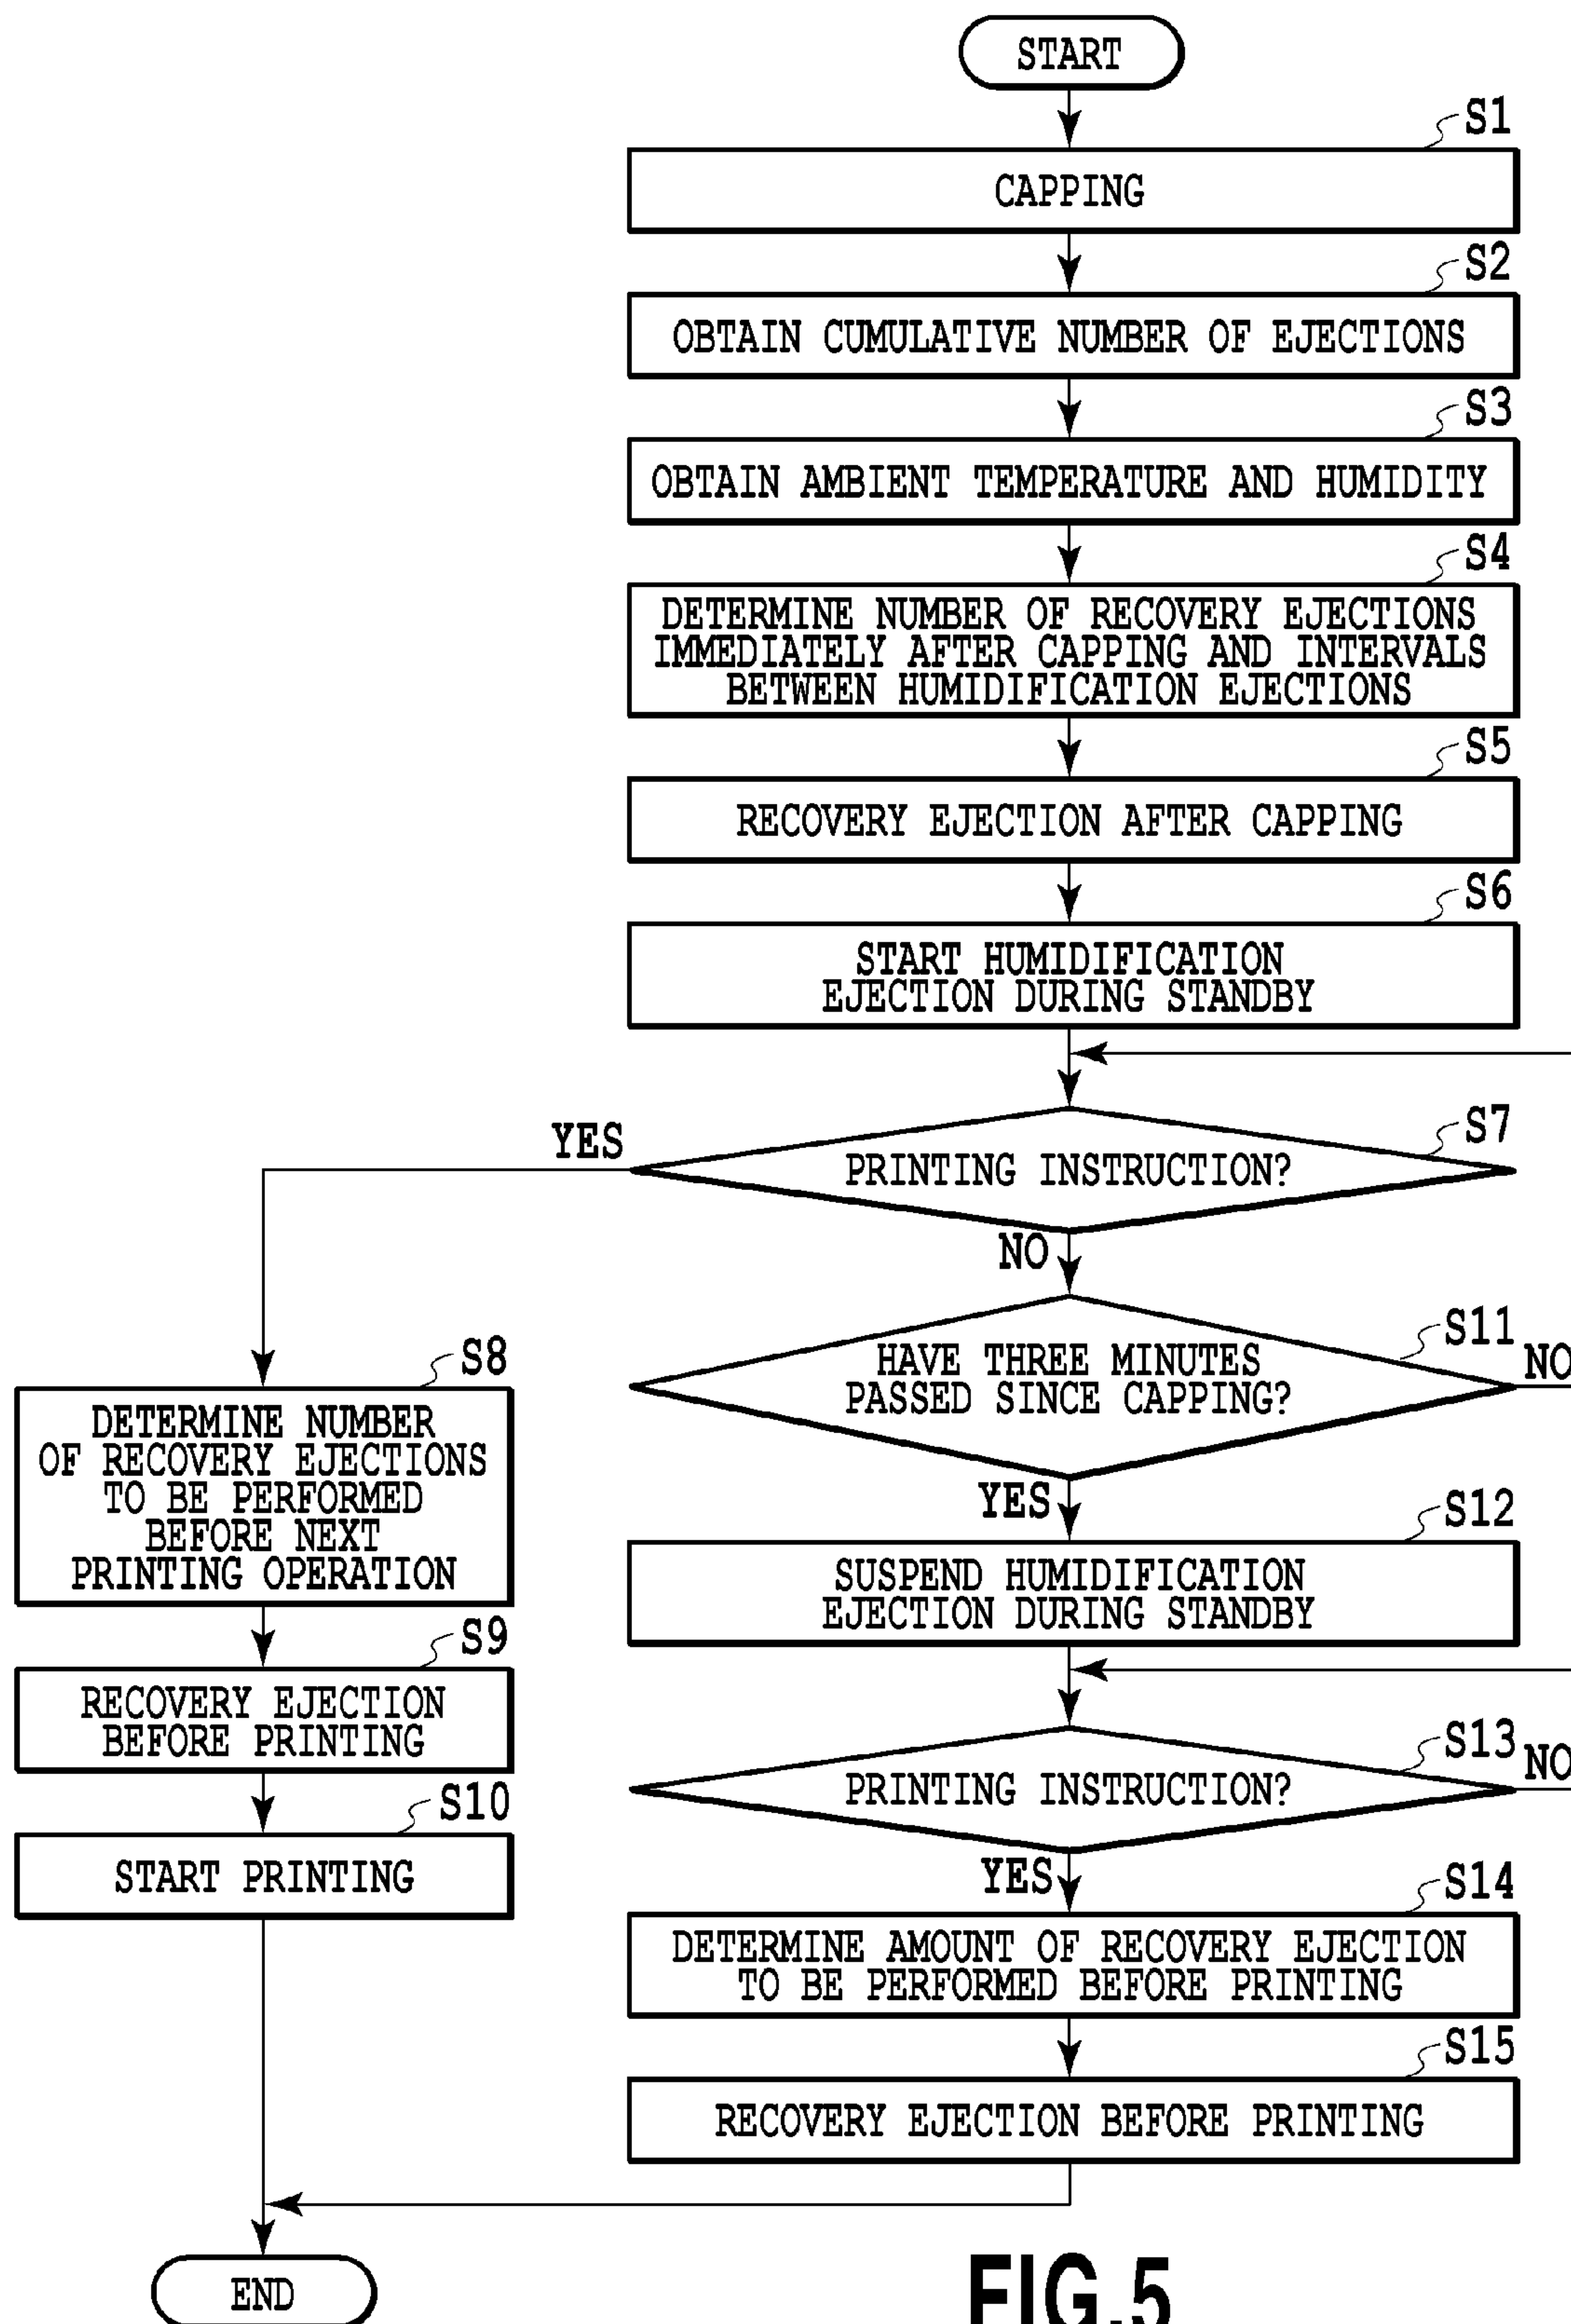 START
S1
CAPPING
S2
OBTAIN CUMULATIVE NUMBER OF EJECTIONS
S3
OBTAIN AMBIENT TEMPERATURE AND HUMIDITY
S4
DETERMINE NUMBER OF RECOVERY EJECTIONS
IMMEDIATELY AFTER CAPPING AND INTERVALS
BETWEEN HUMIDIFICATION EJECTIONS
S5
RECOVERY EJECTION AFTER CAPPING
S6
START HUMIDIFICATION
EJECTION DURING STANDBY
S7
YES
PRINTING INSTRUCTION?
NO
S8
DETERMINE NUMBER
OF RECOVERY EJECTIONS
TO BE PERFORMED
BEFORE NEXT
PRINTING OPERATION
S9
RECOVERY EJECTION
BEFORE PRINTING
S10
START PRINTING
S11
HAVE THREE MINUTES
PASSED SINCE CAPPING?
NO
YES
S12
SUSPEND HUMIDIFICATION
EJECTION DURING STANDBY
S13
PRINTING INSTRUCTION?
NO
YES
S14
DETERMINE AMOUNT OF RECOVERY EJECTION
TO BE PERFORMED BEFORE PRINTING
S15
RECOVERY EJECTION BEFORE PRINTING
END
FIG.5